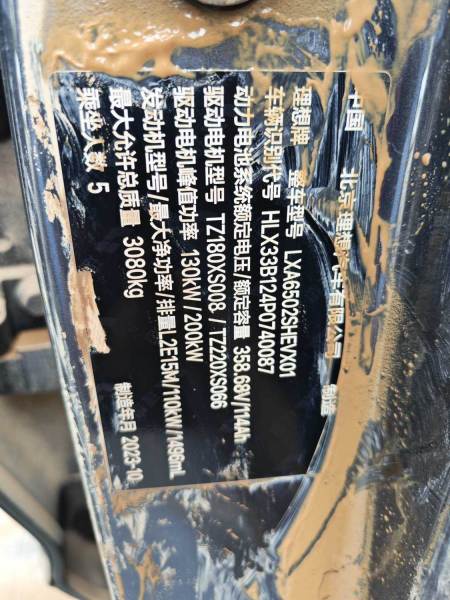 中国 北京理想汽车有限公司 制造
理想牌 整车型号 LXA6502SHEVX01
车辆识别代号 HLX33B124P0740087
动力电池系统额定电压/额定容量 358.68V/114Ah
驱动电机型号 TZ180XS008/TZ220XS066
驱动电机峰值功率 130kW/200kW
发动机型号/最大净功率/排量 L2E15M/110kW/1496mL
最大允许总质量 3080kg
乘坐人数 5 制造年月 2023-10